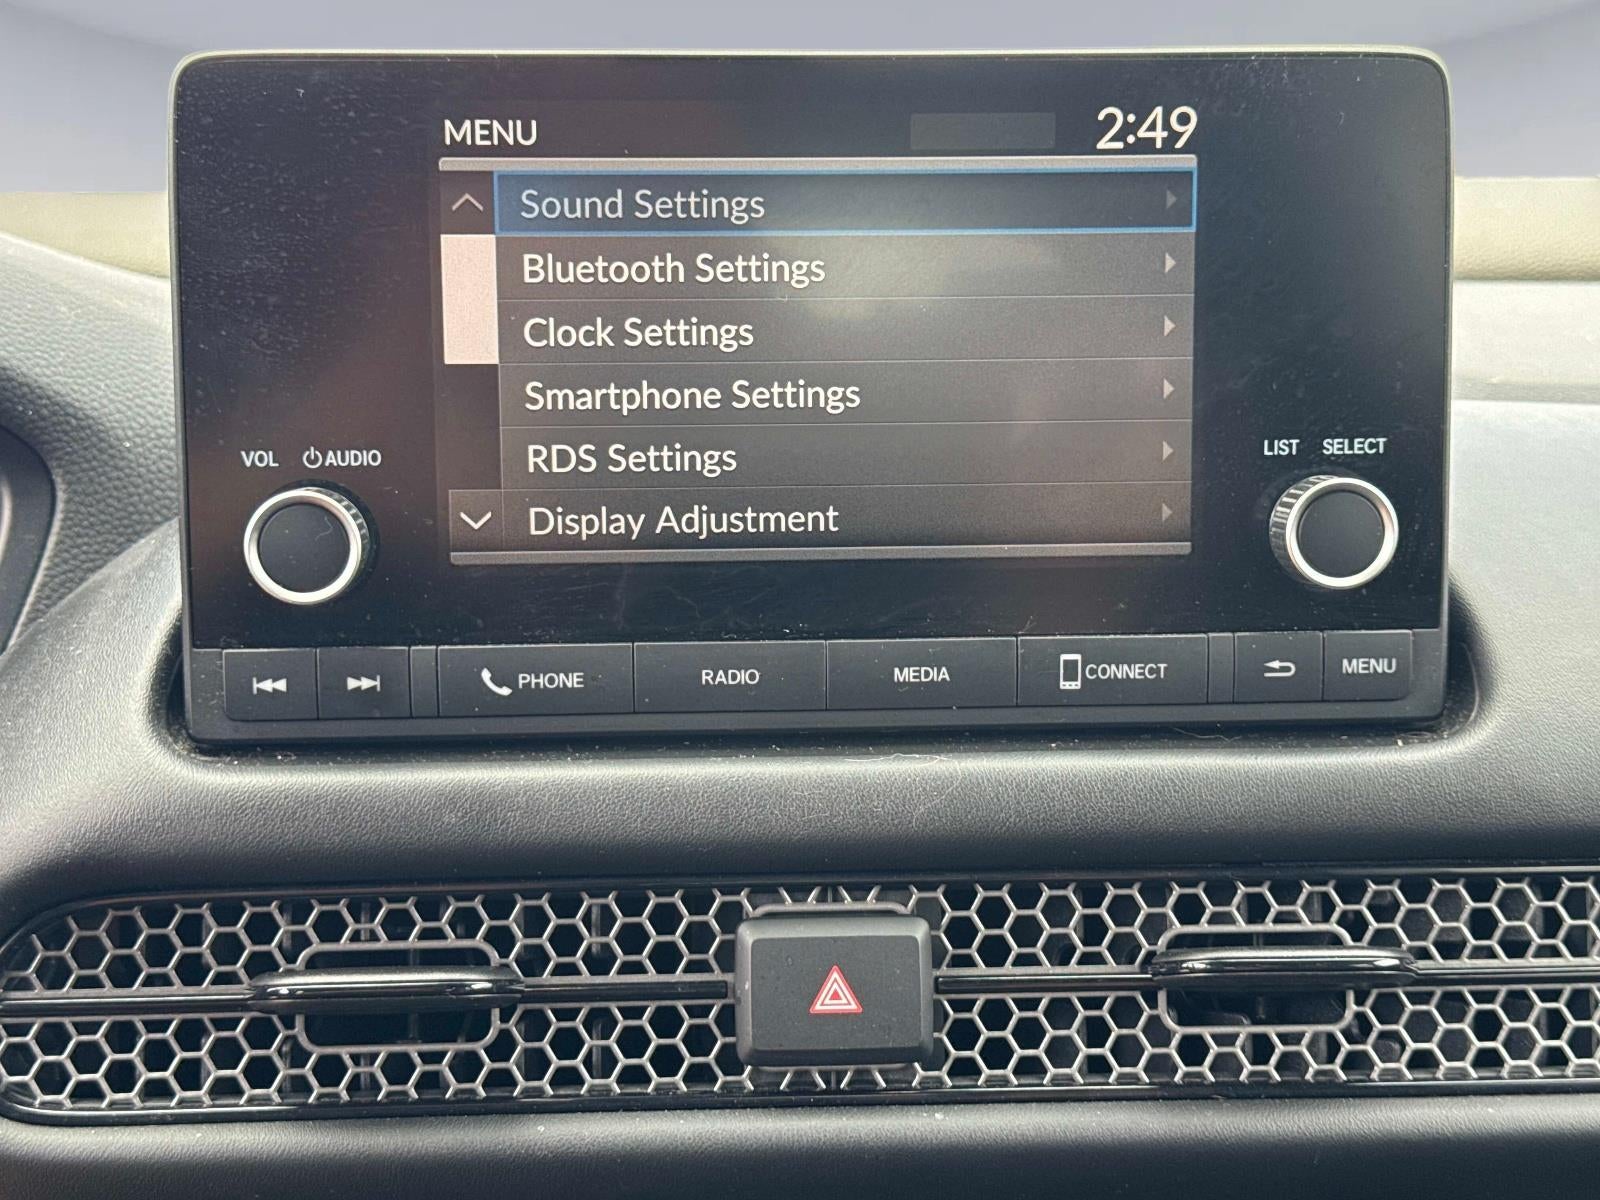 MENU 2:49
Sound Settings
Bluetooth Settings
Clock Settings
Smartphone Settings
RDS Settings
Display Adjustment
VOL AUDIO
LIST SELECT
PHONE RADIO MEDIA CONNECT MENU